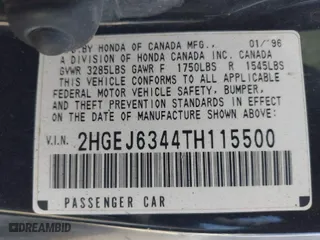 D. BY HONDA OF CANADA MFG., 01/'96
A DIVISION OF HONDA CANADA INC. CANADA
GVWR 3285LBS GAWR F 1750LBS R 1545LBS
THIS VEHICLE CONFORMS TO ALL APPLICABLE
FEDERAL MOTOR VEHICLE SAFETY, BUMPER,
AND THEFT PREVENTION STANDARDS IN EFFECT ON
THE DATE OF MANUFACTURE SHOWN ABOVE.
V.I.N. 2HGEJ6344TH115500
PASSENGER CAR
DREAMBID